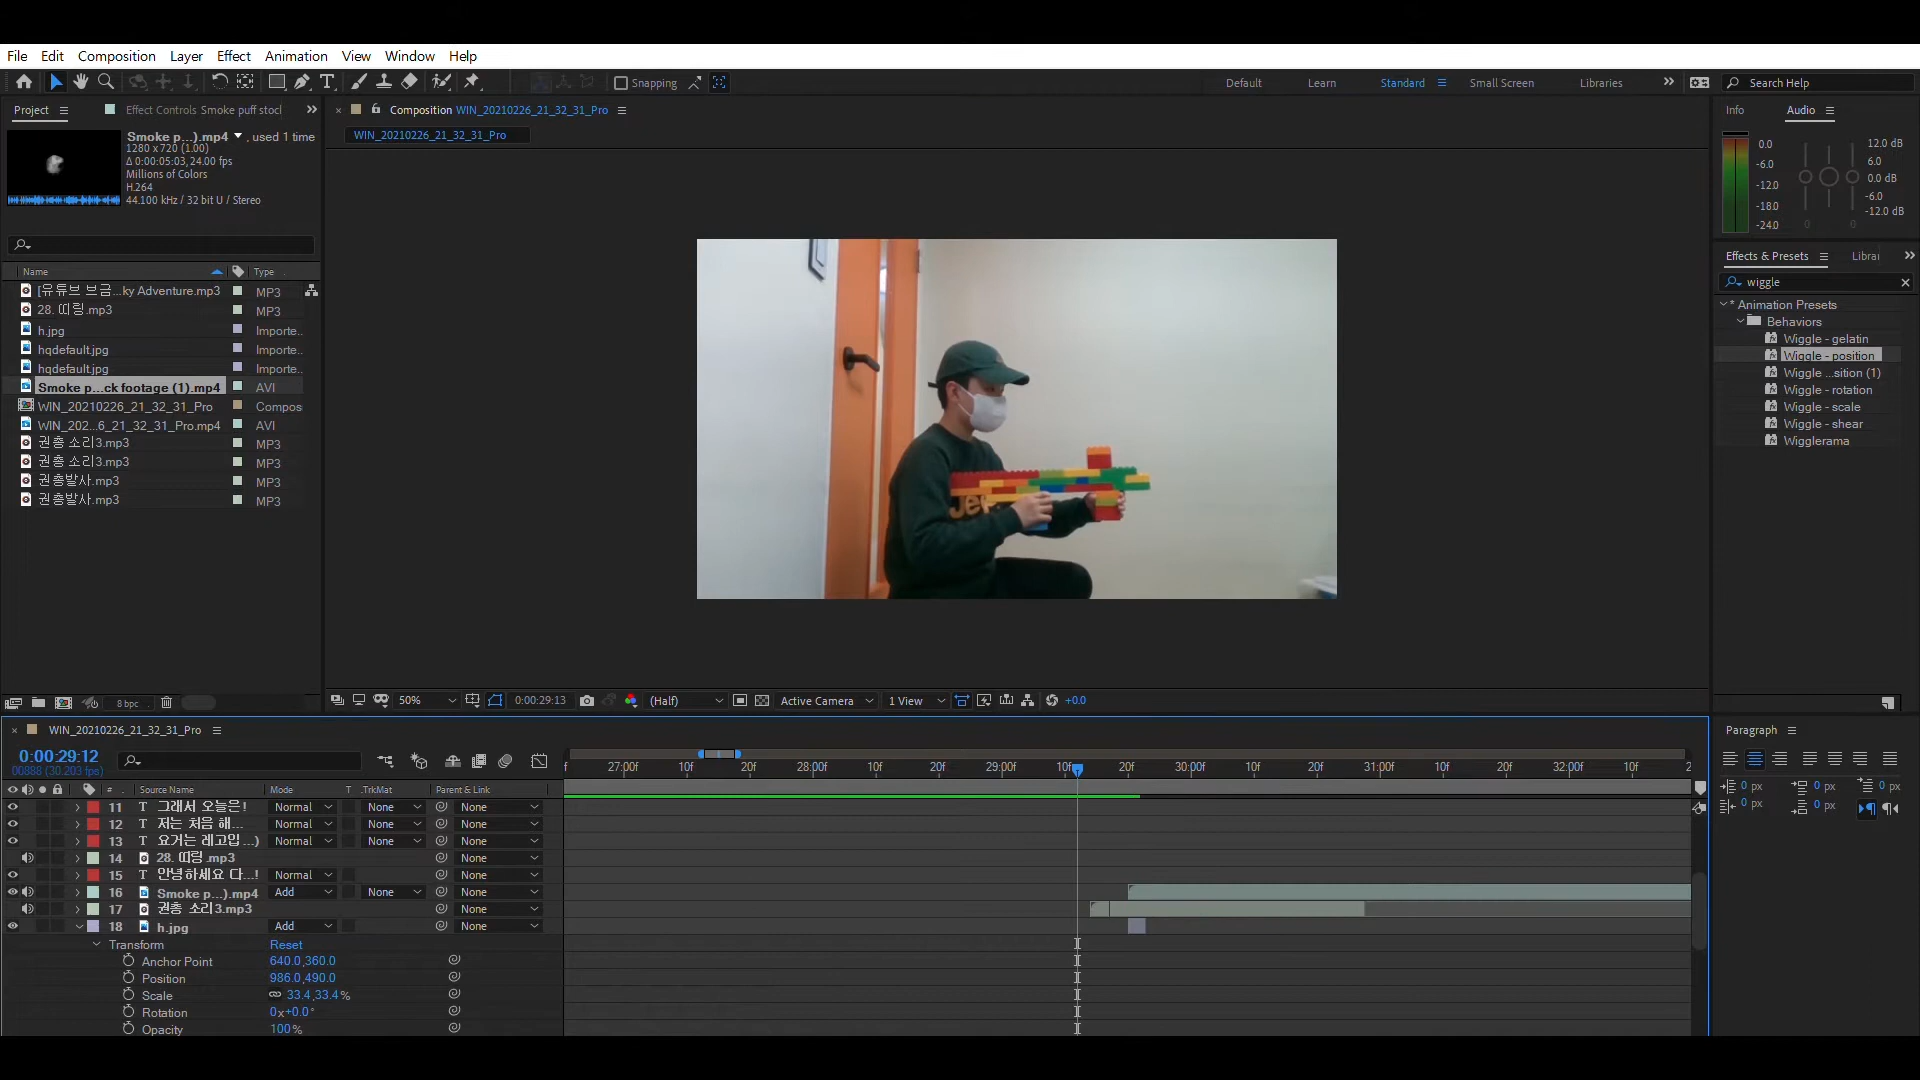 File Edit Composition Layer Effect Animation View Window Help
Snapping Default Learn Standard Small Screen Libraries Search Help
Project Effect Controls Smoke puff stocl
Smoke p...).mp4 , used 1 time
1280 x 720 (1.00)
Δ 0:00:05:03, 24.00 fps
Millions of Colors
H.264
44.100 kHz / 32 bit U / Stereo
Name Type
[유튜브 브금...ky Adventure.mp3 MP3
28. 띠링.mp3 MP3
h.jpg Importe..
hqdefault.jpg Importe..
hqdefault.jpg Importe..
Smoke p...ck footage (1).mp4 AVI
WIN_20210226_21_32_31_Pro Compos
WIN_202...6_21_32_31_Pro.mp4 AVI
권총 소리3.mp3 MP3
권총 소리3.mp3 MP3
권총발사.mp3 MP3
권총발사.mp3 MP3
8 bpc
Composition WIN_20210226_21_32_31_Pro
WIN_20210226_21_32_31_Pro
50% 0:00:29:13 (Half) Active Camera 1 View +0.0
Info Audio
0.0 12.0 dB
-6.0 6.0
-12.0 0.0 dB
-18.0 -6.0
-24.0 -12.0 dB
0 0
Effects & Presets Librai
wiggle
* Animation Presets
Behaviors
Wiggle - gelatin
Wiggle - position
Wiggle ...sition (1)
Wiggle - rotation
Wiggle - scale
Wiggle - shear
Wigglerama
WIN_20210226_21_32_31_Pro
0:00:29:12
00888 (30.203 fps)
f 27:00f 10f 20f 28:00f 10f 20f 29:00f 10f 20f 30:00f 10f 20f 31:00f 10f 20f 32:00f 10f 2
# Source Name Mode T .TrkMat Parent & Link
11 T 그래서 오늘은! Normal None None
12 T 저는 처음 해... Normal None None
13 T 요거는 레고입 ...) Normal None None
14 28. 띠링 .mp3 None
15 T 안녕하세요 다...! Normal None
16 Smoke p...).mp4 Add None None
17 권총 소리3.mp3 None
18 h.jpg Add None
Transform Reset
Anchor Point 640.0,360.0
Position 986.0,490.0
Scale 33.4,33.4%
Rotation 0x+0.0°
Opacity 100%
Paragraph
0 px 0 px 0 px
0 px 0 px